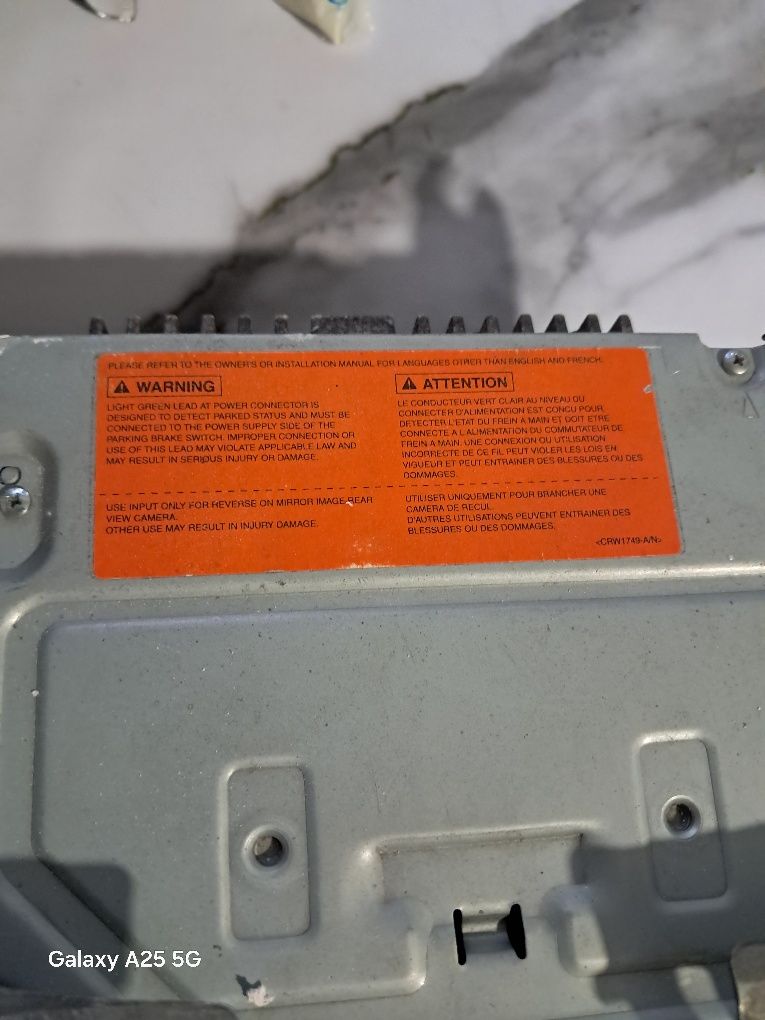 PLEASE REFER TO THE OWNER'S OR INSTALLATION MANUAL FOR LANGUAGES OTHER THAN ENGLISH AND FRENCH.
WARNING
LIGHT GREEN LEAD AT POWER CONNECTOR IS
DESIGNED TO DETECT PARKED STATUS AND MUST BE
CONNECTED TO THE POWER SUPPLY SIDE OF THE
PARKING BRAKE SWITCH. IMPROPER CONNECTION OR
USE OF THIS LEAD MAY VIOLATE APPLICABLE LAW AND
MAY RESULT IN SERIOUS INJURY OR DAMAGE.
USE INPUT ONLY FOR REVERSE ON MIRROR IMAGE REAR
VIEW CAMERA.
OTHER USE MAY RESULT IN INJURY DAMAGE.
ATTENTION
LE CONDUCTEUR VERT CLAIR AU NIVEAU OU
CONNECTER D'ALIMENTATION EST CONCU POUR
DETECTER L'ETAT DU FREIN A MAIN ET DOIT ETRE
CONNECTE A L'ALIMENTATION DU COMMUTATEUR DE
FREIN A MAIN. UNE CONNEXION OU UTILISATION
INCORRECTE DE CE FIL PEUT VIOLER LES LOIS EN
VIGUEUR ET PEUT ENTRAINER DES BLESSURES OU DES
DOMMAGES.
UTILISER UNIQUEMENT POUR BRANCHER UNE
CAMERA DE RECUL.
D'AUTRES UTILISATIONS PEUVENT ENTRAINER DES
BLESSURES OU DES DOMMAGES.
<CRW1749-A/N>
Galaxy A25 5G